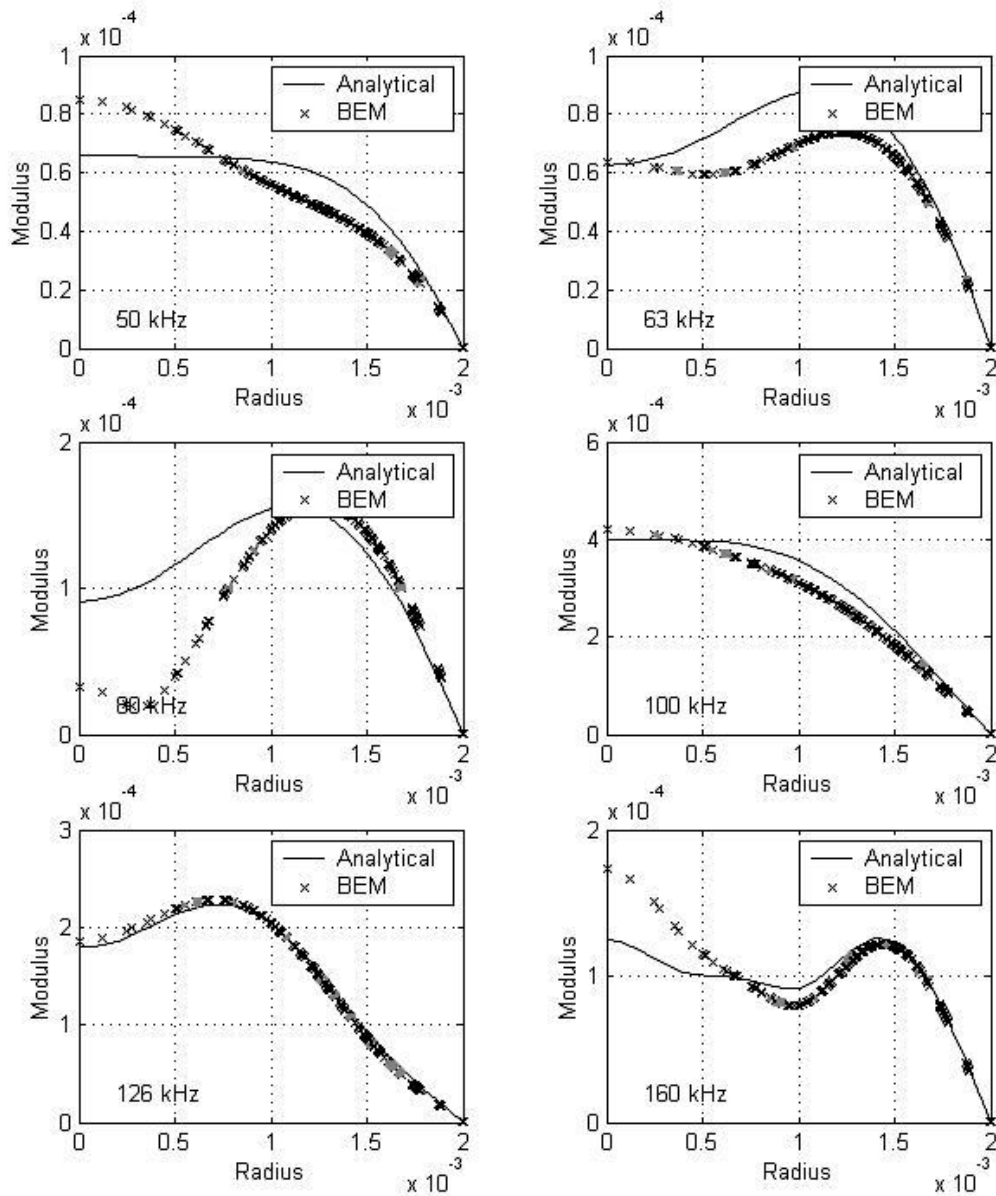 x 10^-4
1
0.8
0.6
0.4
0.2
0
Modulus
Analytical
BEM
50 kHz
0 0.5 1 1.5 2
Radius
x 10^-3
x 10^-4
1
0.8
0.6
0.4
0.2
0
Modulus
Analytical
BEM
63 kHz
0 0.5 1 1.5 2
Radius
x 10^-3
x 10^-4
2
1
0
Modulus
Analytical
BEM
80 kHz
0 0.5 1 1.5 2
Radius
x 10^-3
x 10^-4
6
4
2
0
Modulus
Analytical
BEM
100 kHz
0 0.5 1 1.5 2
Radius
x 10^-3
x 10^-4
3
2
1
0
Modulus
Analytical
BEM
126 kHz
0 0.5 1 1.5 2
Radius
x 10^-3
x 10^-4
2
1
0
Modulus
Analytical
BEM
160 kHz
0 0.5 1 1.5 2
Radius
x 10^-3